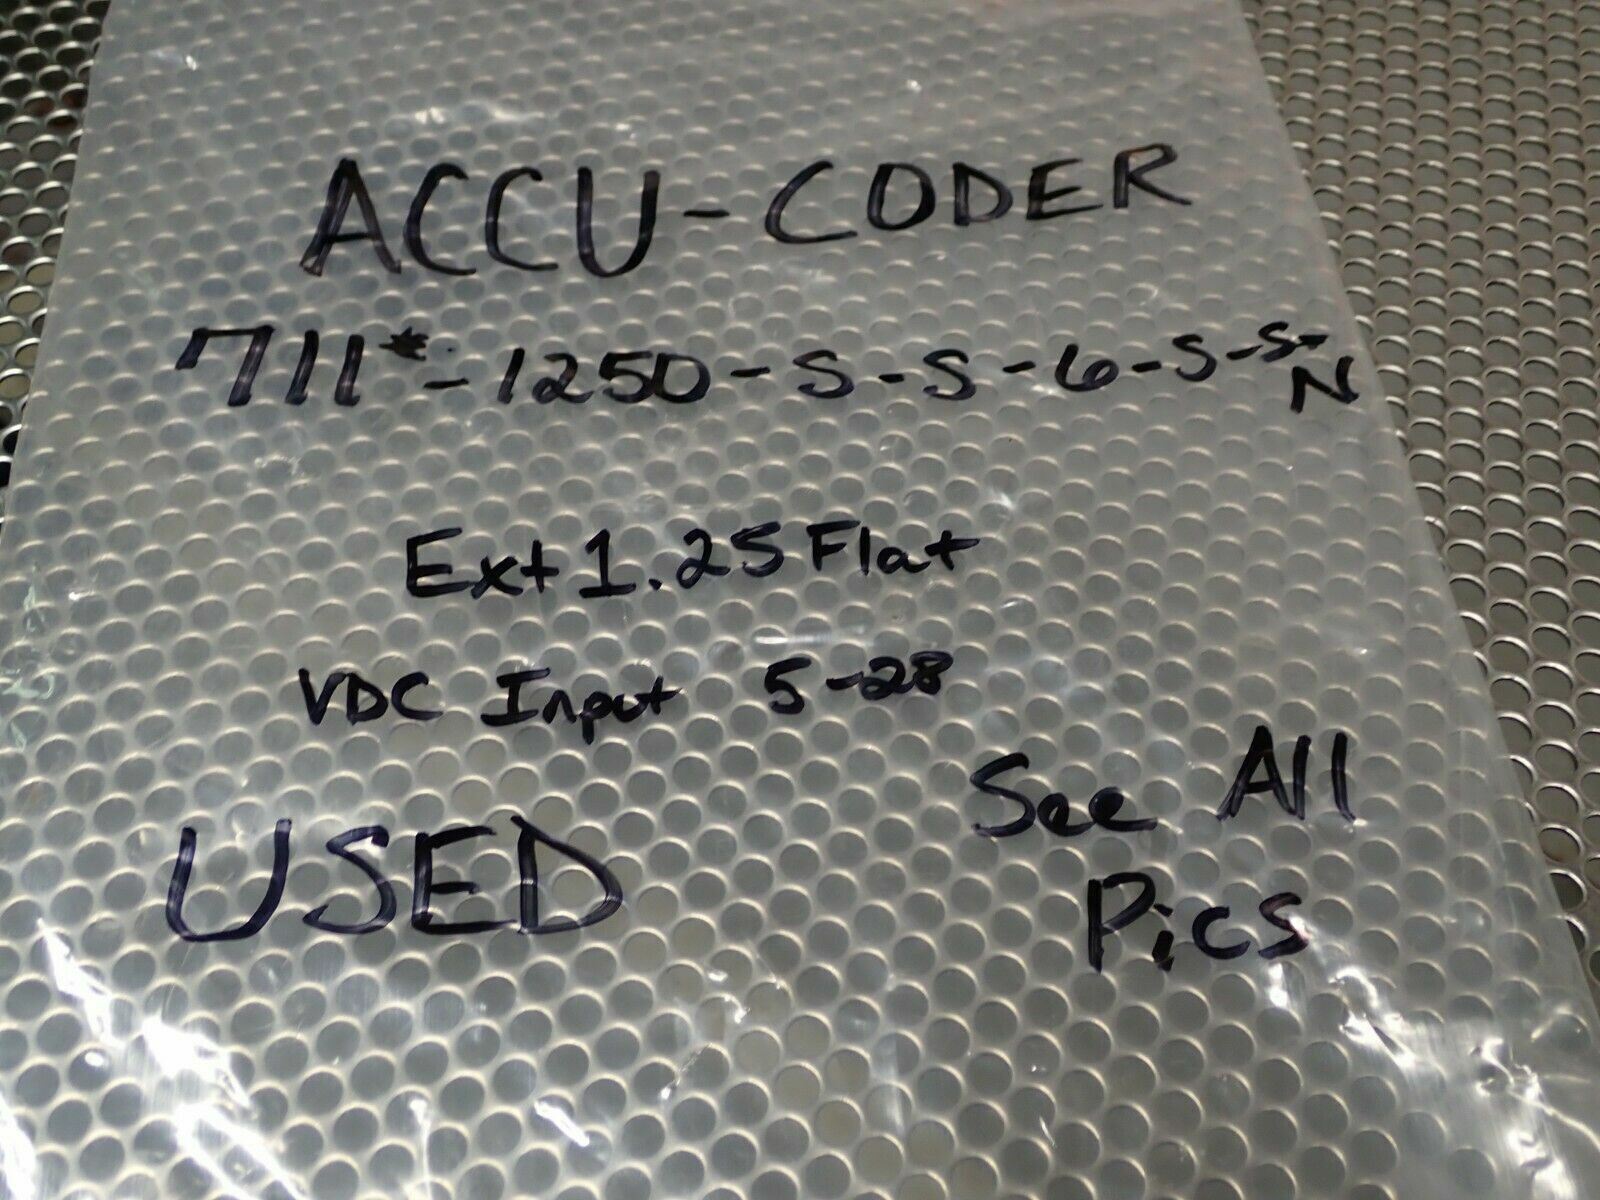 ACCU-CODER
711*-1250-S-S-6-S-S-
N
Ext 1.25 Flat
VDC Input 5-28
USED
See All
Pics